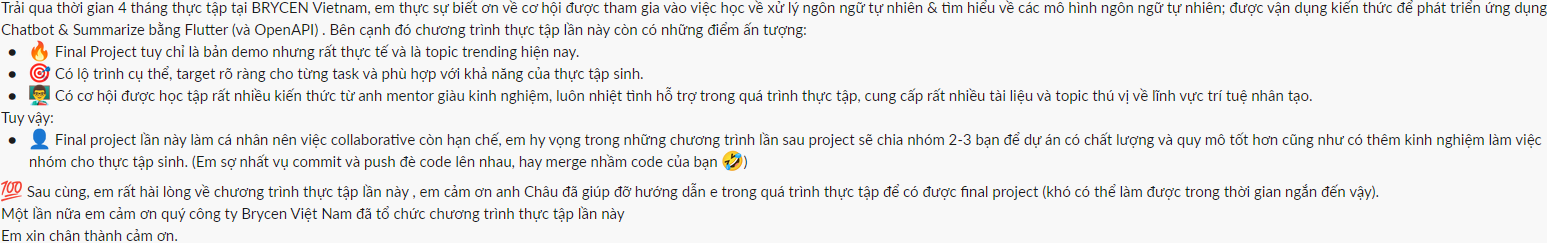 Trải qua thời gian 4 tháng thực tập tại BRYCEN Vietnam, em thực sự biết ơn về cơ hội được tham gia vào việc học về xử lý ngôn ngữ tự nhiên & tìm hiểu về các mô hình ngôn ngữ tự nhiên; được vận dụng kiến thức để phát triển ứng dụng
Chatbot & Summarize bằng Flutter (và OpenAPI) . Bên cạnh đó chương trình thực tập lần này còn có những điểm ấn tượng:
• 🔥 Final Project tuy chỉ là bản demo nhưng rất thực tế và là topic trending hiện nay.
• 🎯 Có lộ trình cụ thể, target rõ ràng cho từng task và phù hợp với khả năng của thực tập sinh.
• 👨‍🏫 Có cơ hội được học tập rất nhiều kiến thức từ anh mentor giàu kinh nghiệm, luôn nhiệt tình hỗ trợ trong quá trình thực tập, cung cấp rất nhiều tài liệu và topic thú vị về lĩnh vực trí tuệ nhân tạo.
Tuy vậy:
• 👤 Final project lần này làm cá nhân nên việc collaborative còn hạn chế, em hy vọng trong những chương trình lần sau project sẽ chia nhóm 2-3 bạn để dự án có chất lượng và quy mô tốt hơn cũng như có thêm kinh nghiệm làm việc
nhóm cho thực tập sinh. (Em sợ nhất vụ commit và push đè code lên nhau, hay merge nhầm code của bạn 🤣)
💯 Sau cùng, em rất hài lòng về chương trình thực tập lần này , em cảm ơn anh Châu đã giúp đỡ hướng dẫn e trong quá trình thực tập để có được final project (khó có thể làm được trong thời gian ngắn đến vậy).
Một lần nữa em cảm ơn quý công ty Brycen Việt Nam đã tổ chức chương trình thực tập lần này
Em xin chân thành cảm ơn.